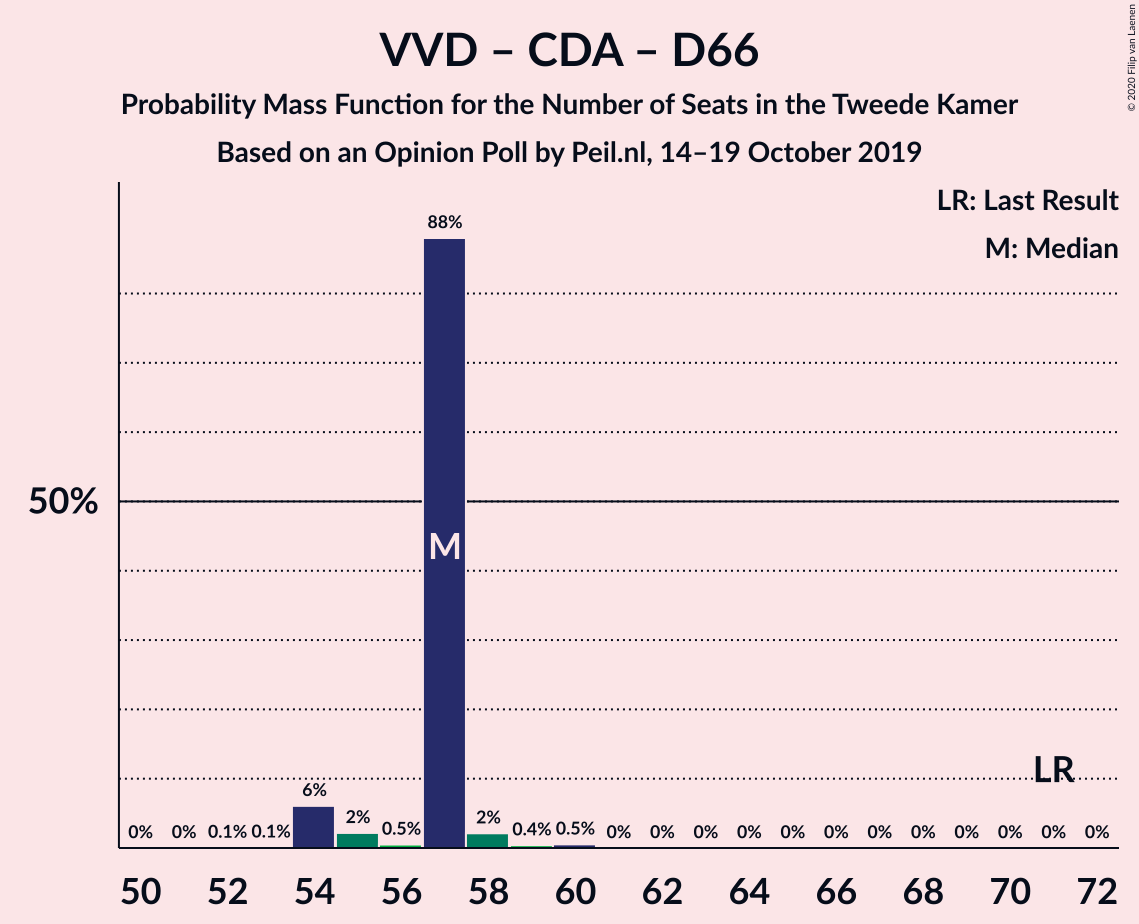 VVD – CDA – D66
Probability Mass Function for the Number of Seats in the Tweede Kamer
Based on an Opinion Poll by Peil.nl, 14–19 October 2019
© 2020 Filip van Laenen
LR: Last Result
M: Median
50%
0% 0% 0.1% 0.1% 6% 2% 0.5% 88% 2% 0.4% 0.5% 0% 0% 0% 0% 0% 0% 0% 0% 0% 0% 0% 0%
M
LR
50 52 54 56 58 60 62 64 66 68 70 72